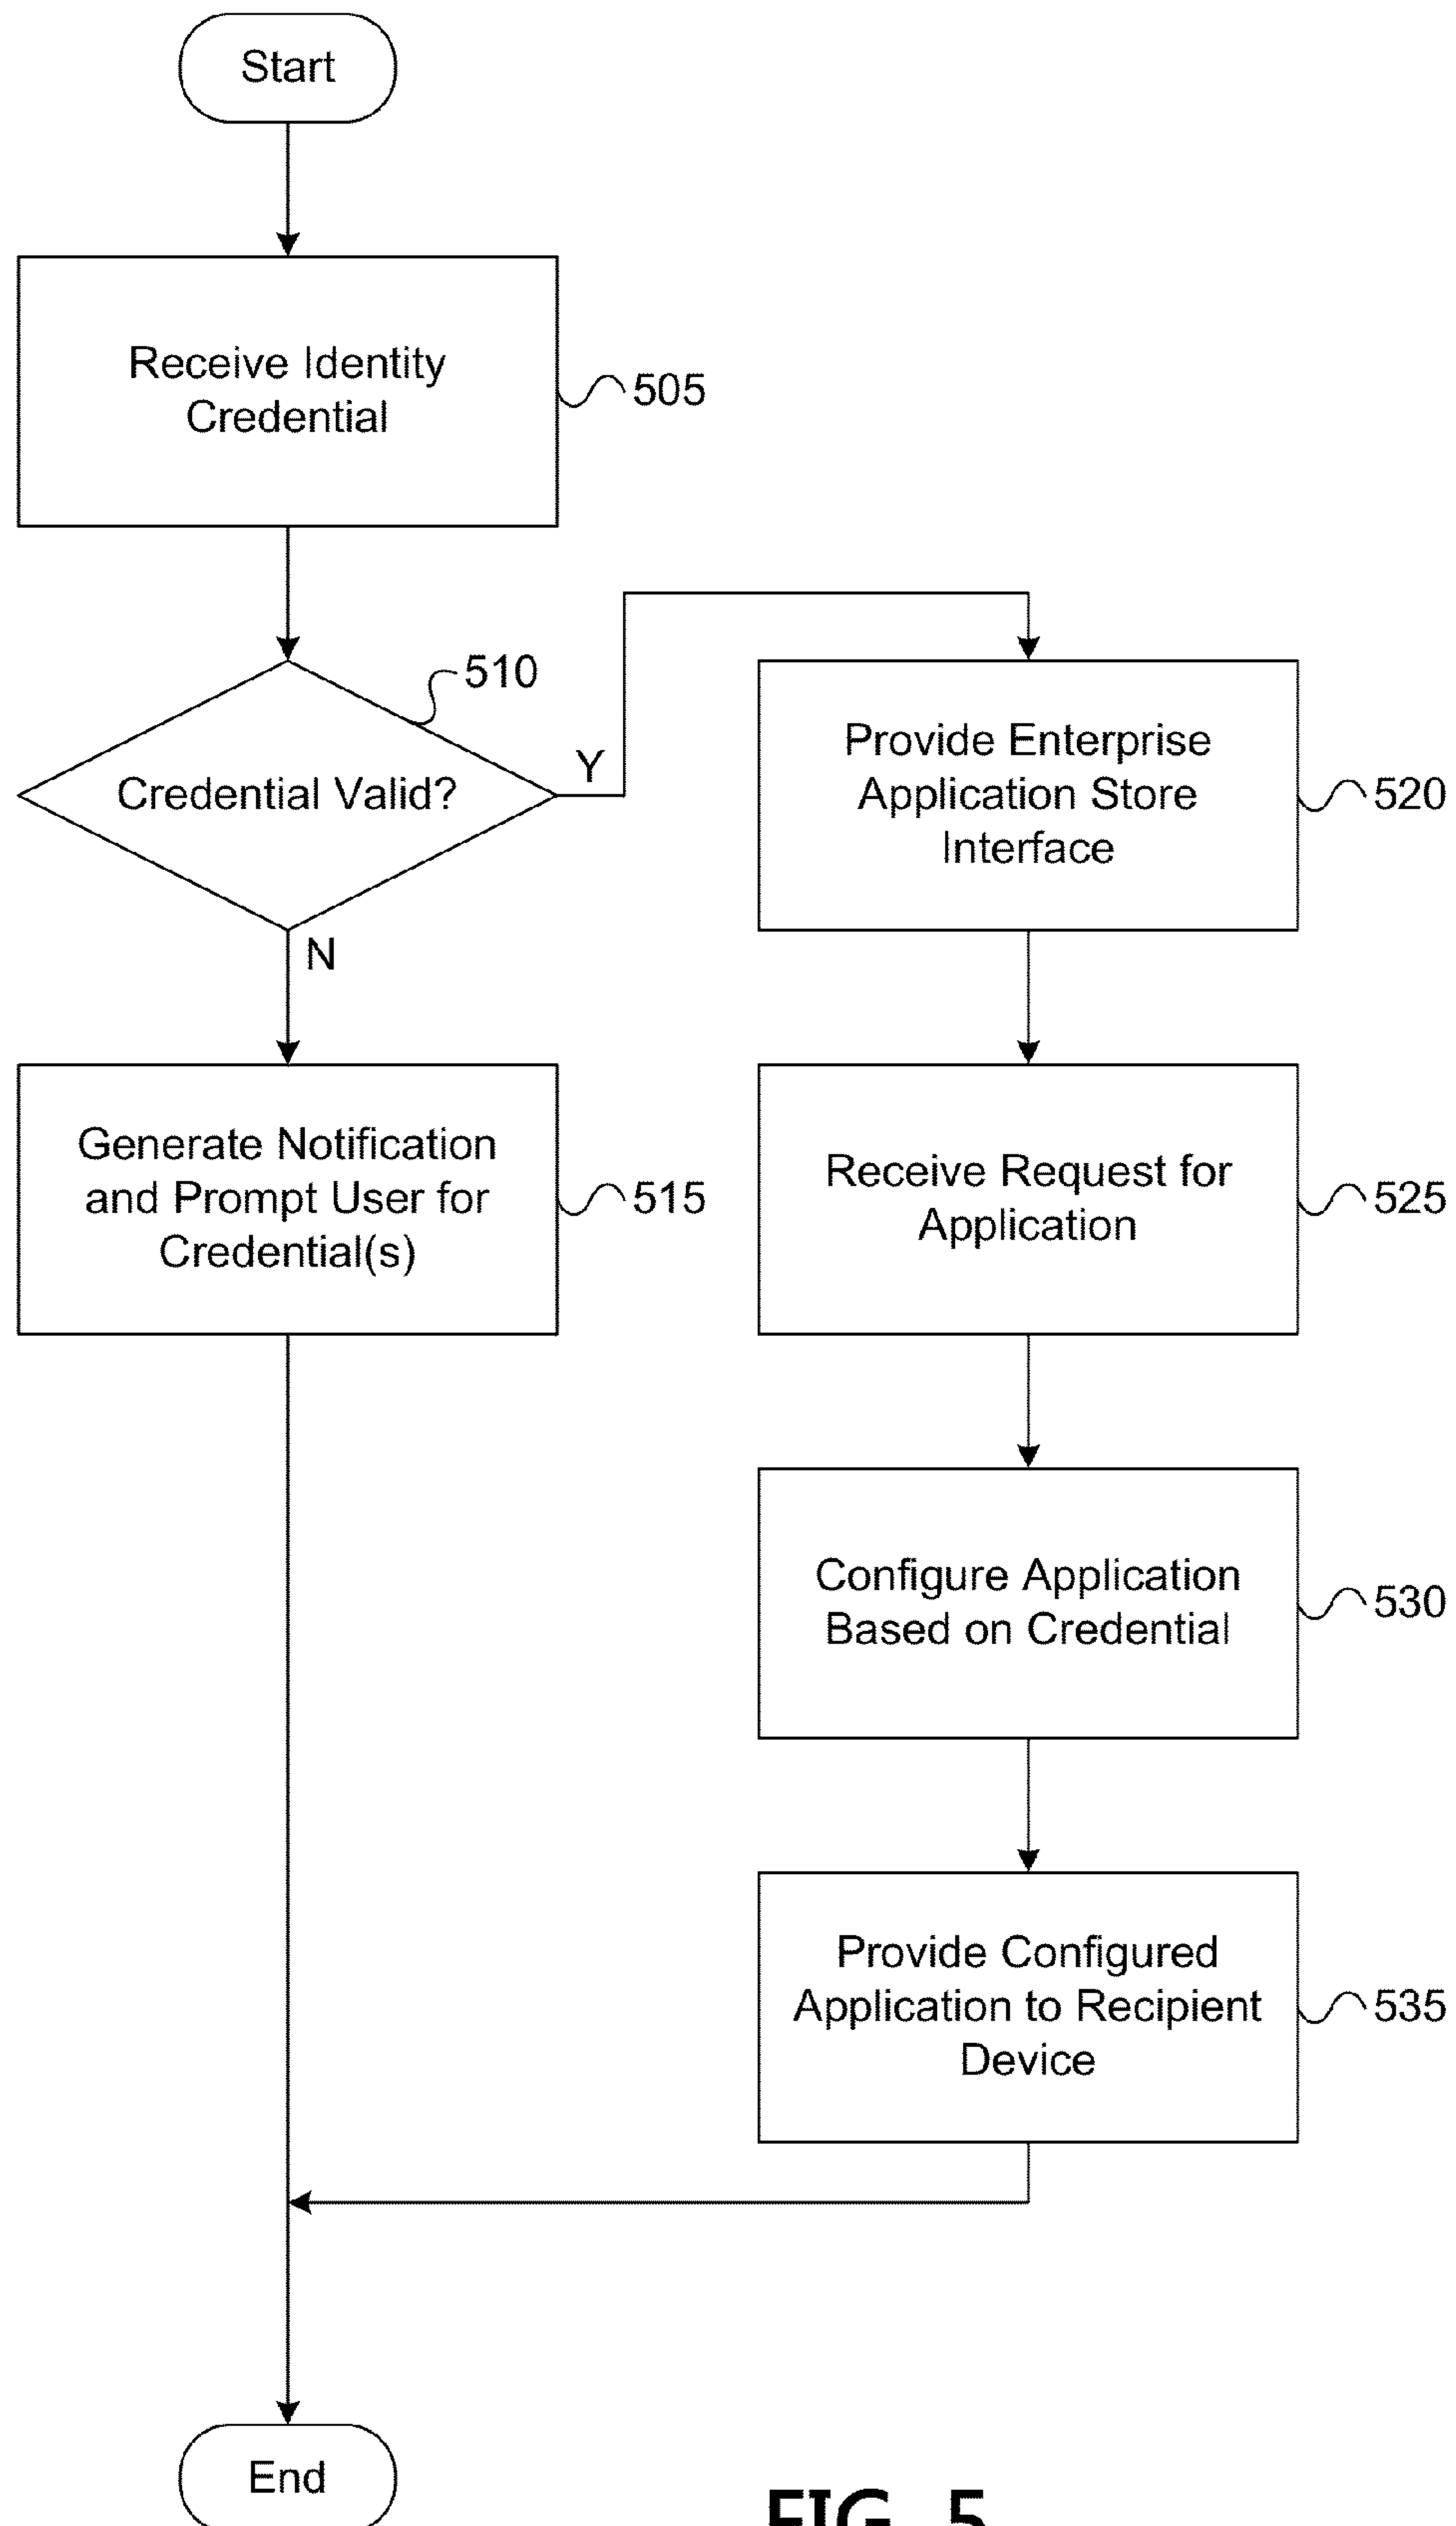 Start
Receive Identity
Credential
505
510
Credential Valid?
Y
N
Generate Notification
and Prompt User for
Credential(s)
515
Provide Enterprise
Application Store
Interface
520
Receive Request for
Application
525
Configure Application
Based on Credential
530
Provide Configured
Application to Recipient
Device
535
End
FIG. 5